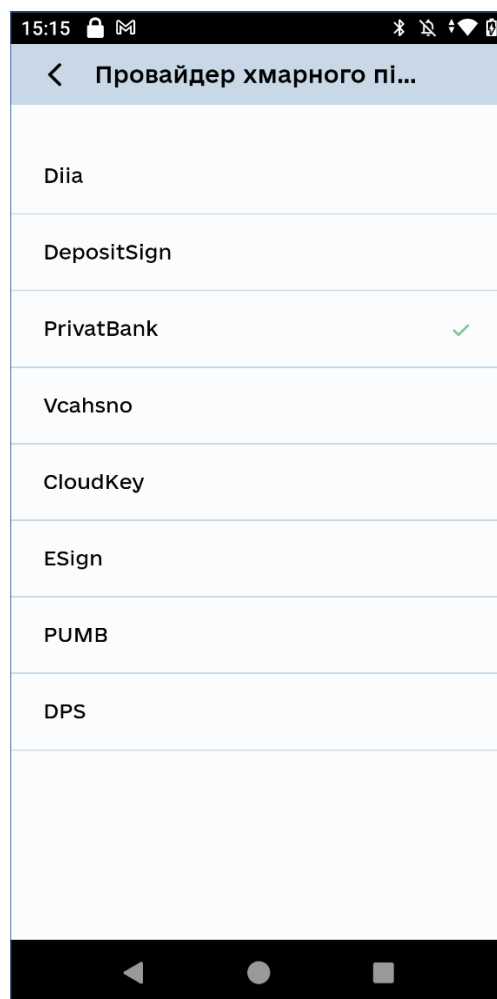 15:15
Провайдер хмарного пі...
Diia
DepositSign
PrivatBank
Vcahsno
CloudKey
ESign
PUMB
DPS